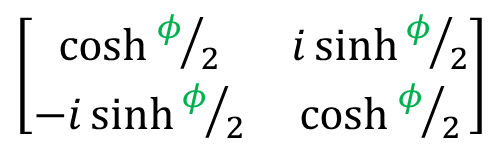 cosh ϕ/2 i sinh ϕ/2
−i sinh ϕ/2 cosh ϕ/2